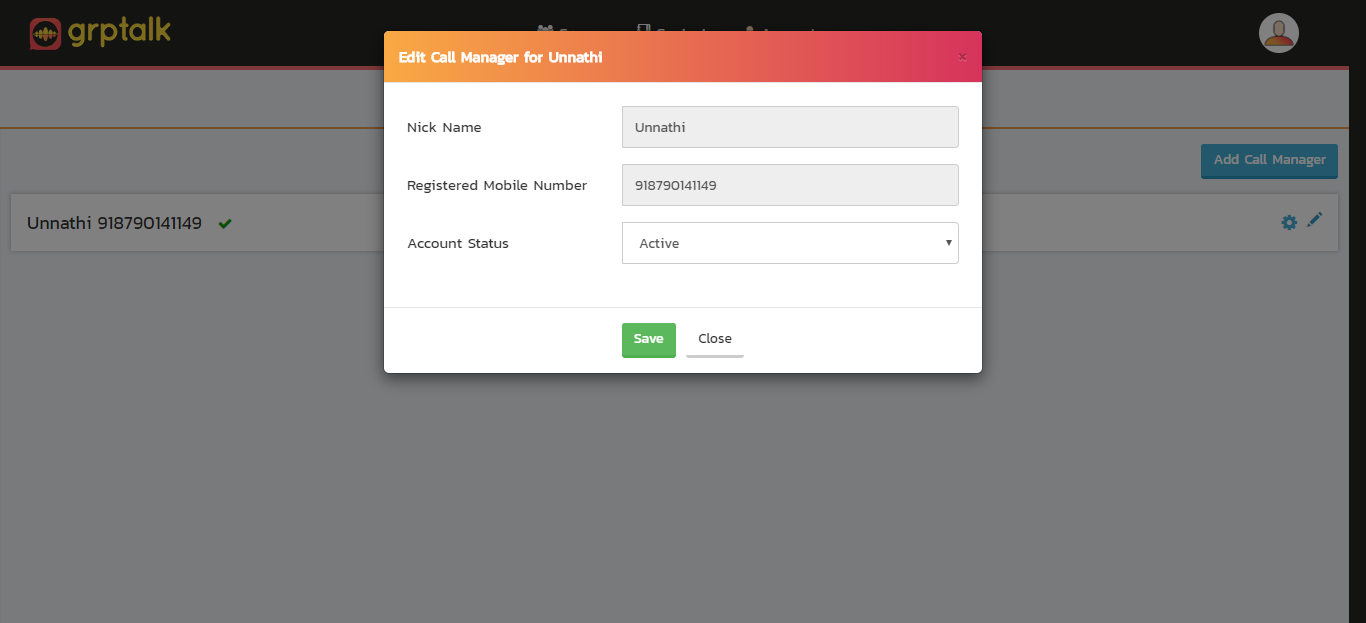 grptalk
Edit Call Manager for Unnathi
×
Nick Name
Unnathi
Add Call Manager
Registered Mobile Number
918790141149
Unnathi 918790141149
Account Status
Active
Save
Close